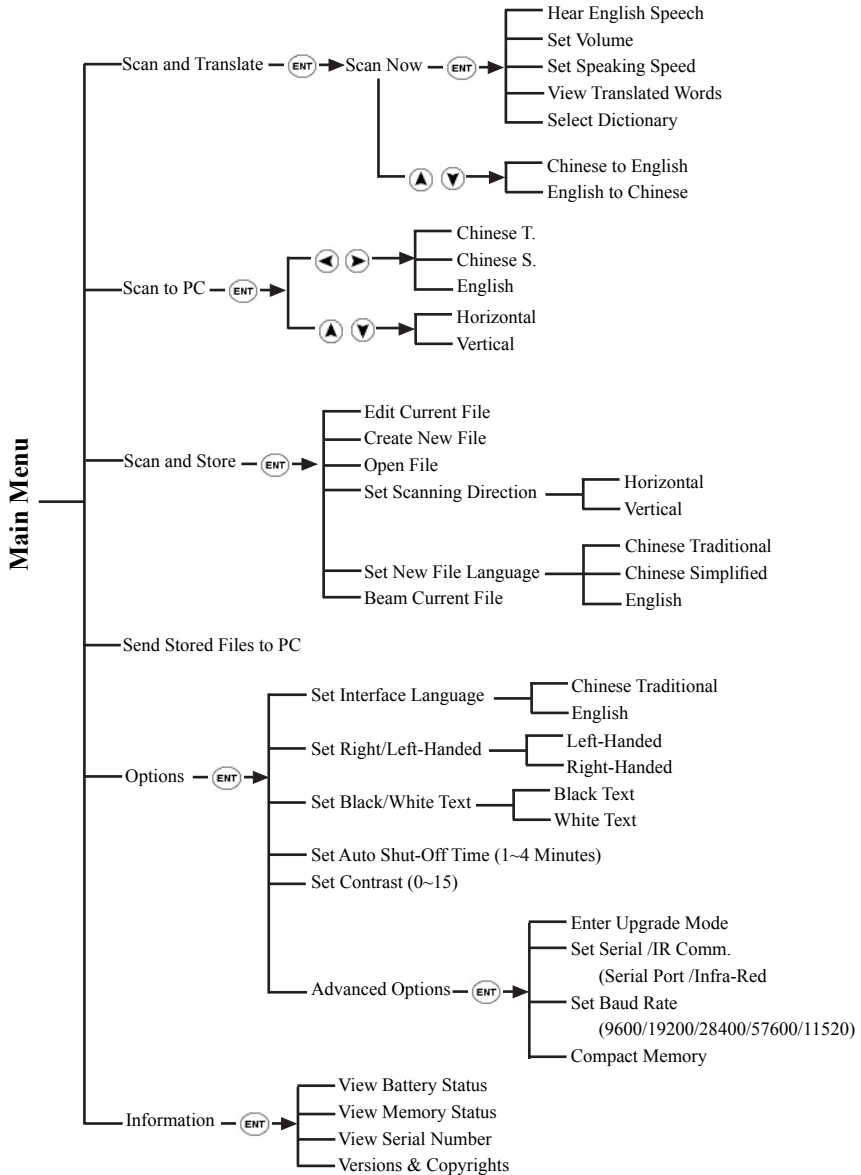 Main Menu
Scan and Translate
ENT
Scan Now
ENT
Hear English Speech
Set Volume
Set Speaking Speed
View Translated Words
Select Dictionary
Chinese to English
English to Chinese
Scan to PC
ENT
Chinese T.
Chinese S.
English
Horizontal
Vertical
Scan and Store
ENT
Edit Current File
Create New File
Open File
Set Scanning Direction
Horizontal
Vertical
Set New File Language
Chinese Traditional
Chinese Simplified
English
Beam Current File
Send Stored Files to PC
Options
ENT
Set Interface Language
Chinese Traditional
English
Set Right/Left-Handed
Left-Handed
Right-Handed
Set Black/White Text
Black Text
White Text
Set Auto Shut-Off Time (1~4 Minutes)
Set Contrast (0~15)
Advanced Options
ENT
Enter Upgrade Mode
Set Serial /IR Comm.
(Serial Port /Infra-Red
Set Baud Rate
(9600/19200/28400/57600/11520)
Compact Memory
Information
ENT
View Battery Status
View Memory Status
View Serial Number
Versions & Copyrights